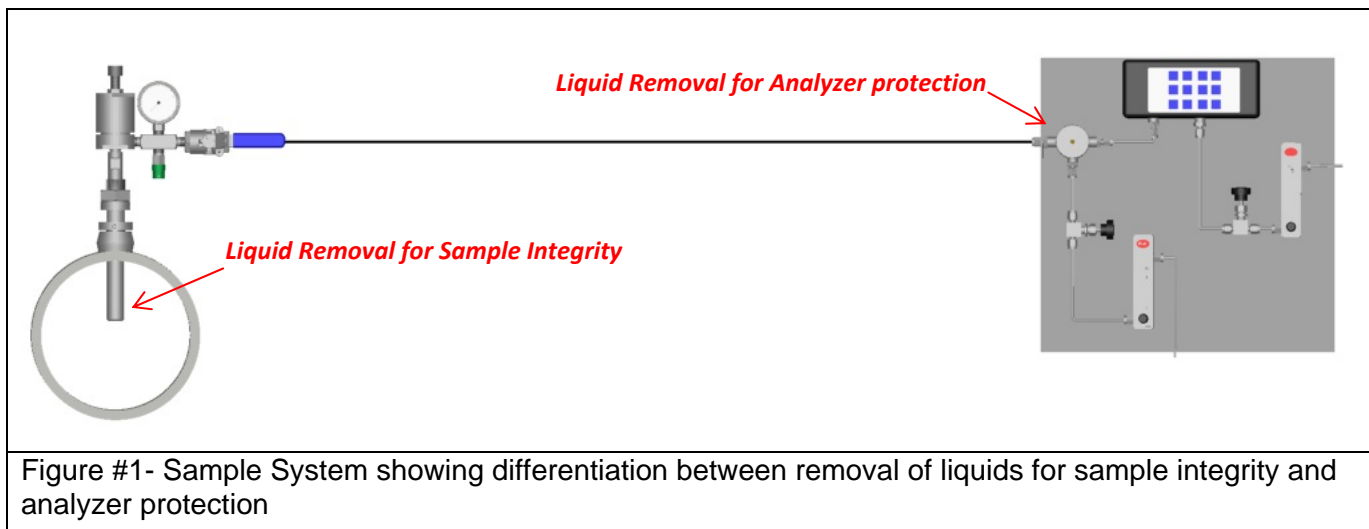 Liquid Removal for Analyzer protection
Liquid Removal for Sample Integrity
Figure #1- Sample System showing differentiation between removal of liquids for sample integrity and
analyzer protection